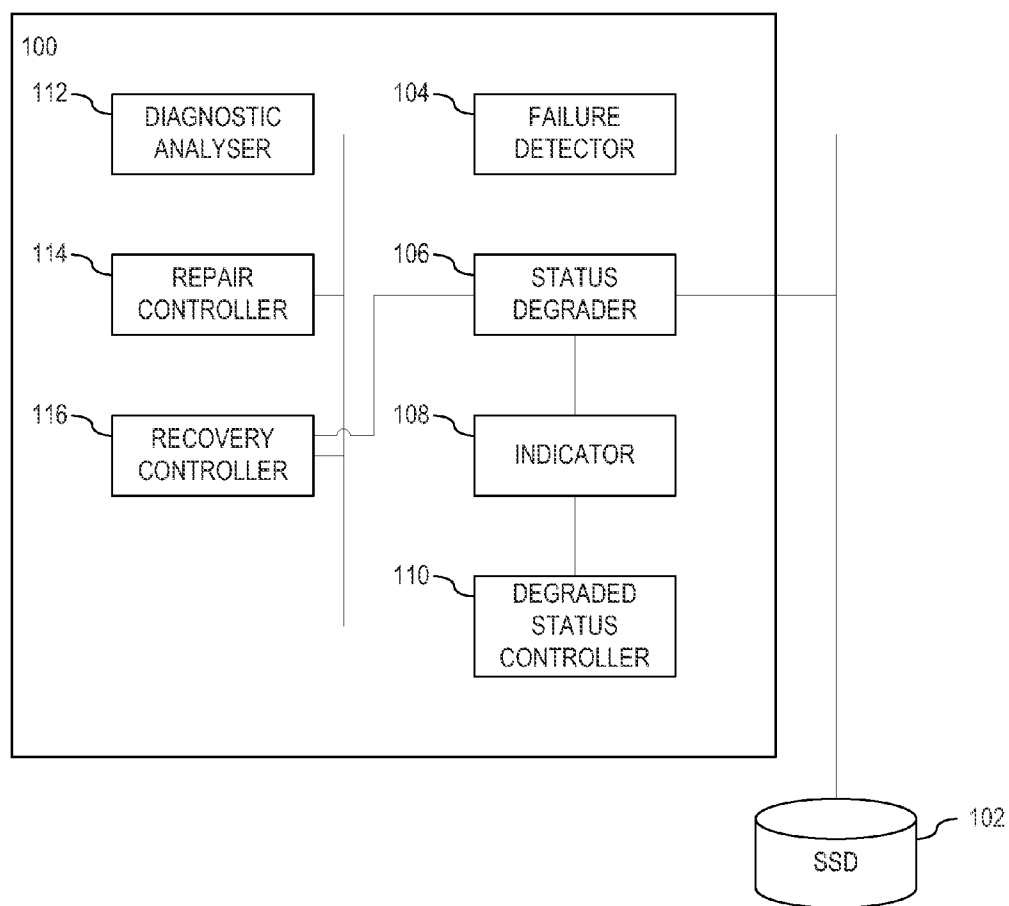 100
112
DIAGNOSTIC
ANALYSER
104
FAILURE
DETECTOR
114
REPAIR
CONTROLLER
106
STATUS
DEGRADER
116
RECOVERY
CONTROLLER
108
INDICATOR
110
DEGRADED
STATUS
CONTROLLER
102
SSD